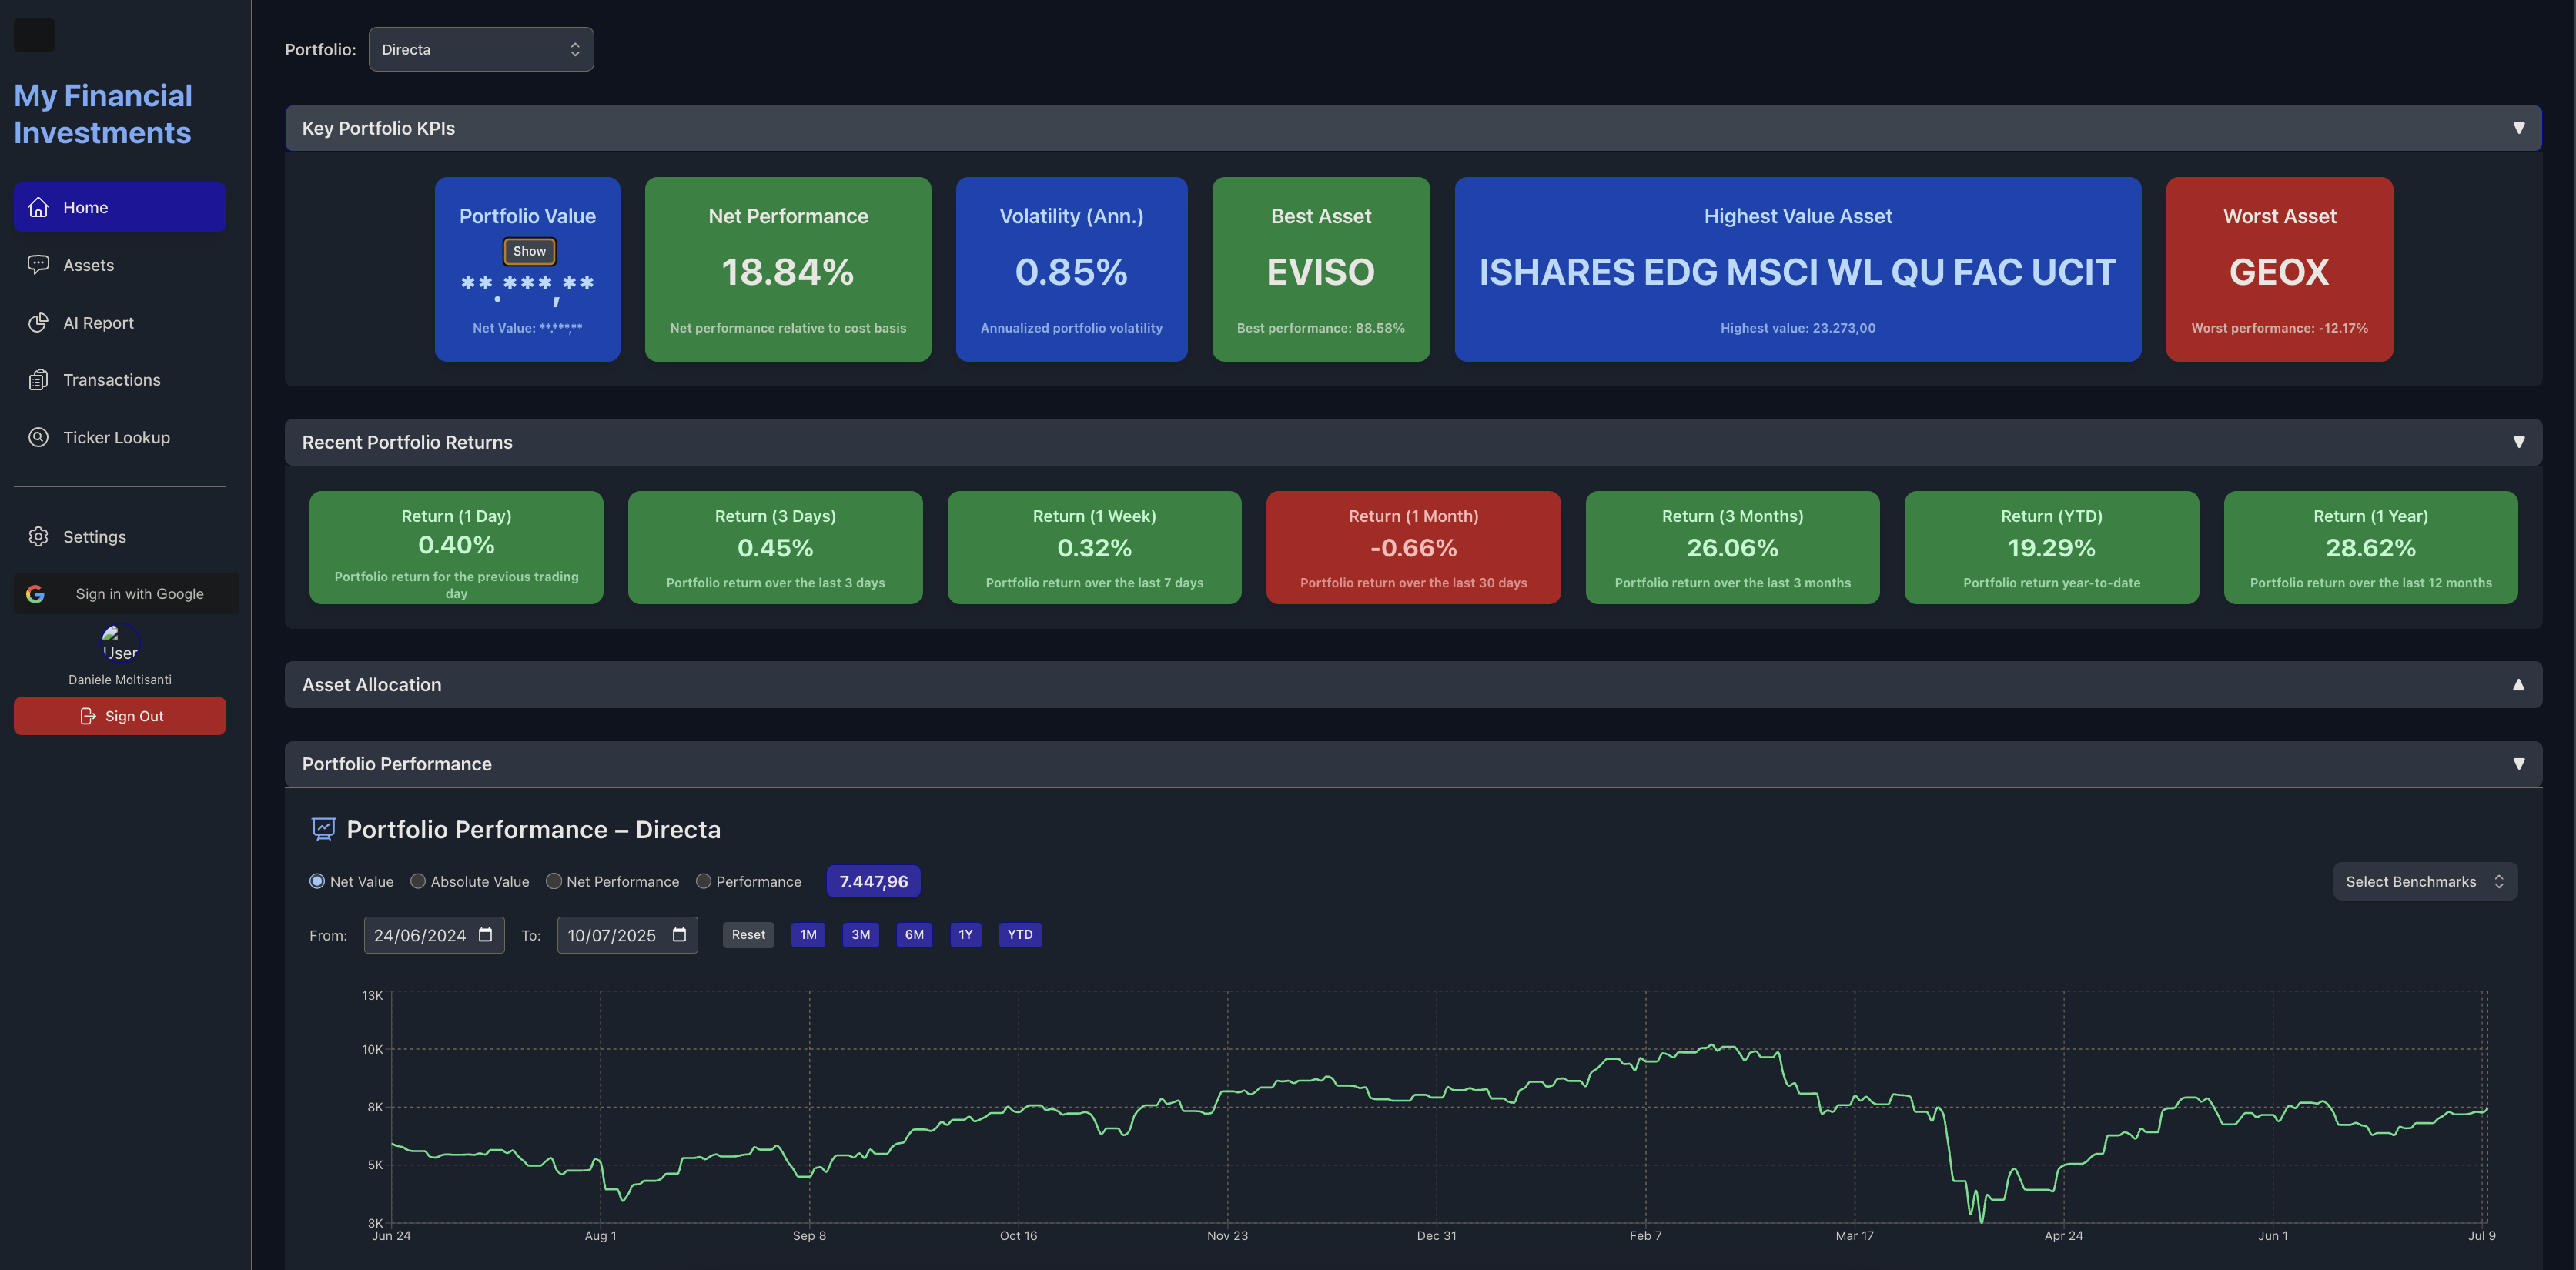 My Financial
Investments
Home
Assets
AI Report
Transactions
Ticker Lookup
Settings
Sign in with Google
User
Daniele Moltisanti
Sign Out
Portfolio:
Directa
Key Portfolio KPIs
▼
Portfolio Value
Show
**.***,**
Net Value: **.***,**
Net Performance
18.84%
Net performance relative to cost basis
Volatility (Ann.)
0.85%
Annualized portfolio volatility
Best Asset
EVISO
Best performance: 88.58%
Highest Value Asset
ISHARES EDG MSCI WL QU FAC UCIT
Highest value: 23.273,00
Worst Asset
GEOX
Worst performance: -12.17%
Recent Portfolio Returns
▼
Return (1 Day)
0.40%
Portfolio return for the previous trading
day
Return (3 Days)
0.45%
Portfolio return over the last 3 days
Return (1 Week)
0.32%
Portfolio return over the last 7 days
Return (1 Month)
-0.66%
Portfolio return over the last 30 days
Return (3 Months)
26.06%
Portfolio return over the last 3 months
Return (YTD)
19.29%
Portfolio return year-to-date
Return (1 Year)
28.62%
Portfolio return over the last 12 months
Asset Allocation
▲
Portfolio Performance
▼
Portfolio Performance – Directa
Net Value
Absolute Value
Net Performance
Performance
7.447,96
Select Benchmarks
From:
24/06/2024
To:
10/07/2025
Reset
1M
3M
6M
1Y
YTD
13K
10K
8K
5K
3K
Jun 24
Aug 1
Sep 8
Oct 16
Nov 23
Dec 31
Feb 7
Mar 17
Apr 24
Jun 1
Jul 9